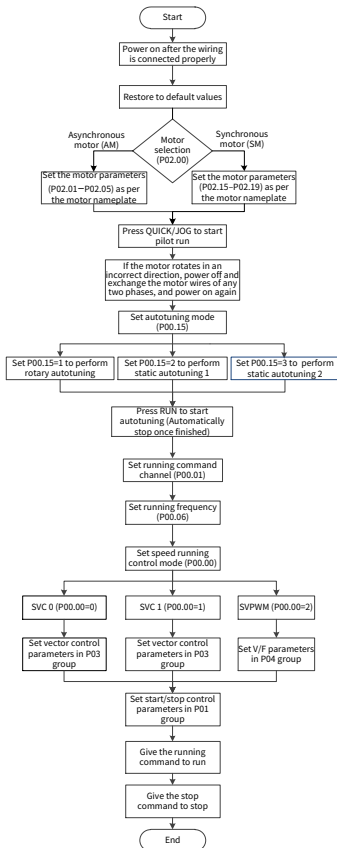 Start
Power on after the wiring
is connected properly
Restore to default values
Asynchronous
motor (AM)
Motor
selection
(P02.00)
Synchronous
motor (SM)
Set the motor parameters
(P02.01–P02.05) as per
the motor nameplate
Set the motor parameters
(P02.15–P02.19) as per
the motor nameplate
Press QUICK/JOG to start
pilot run
If the motor rotates in an
incorrect direction, power off and
exchange the motor wires of any
two phases, and power on again
Set autotuning mode
(P00.15)
Set P00.15=1 to perform
rotary autotuning
Set P00.15=2 to perform
static autotuning 1
Set P00.15=3 to perform
static autotuning 2
Press RUN to start
autotuning (Automatically
stop once finished)
Set running command
channel (P00.01)
Set running frequency
(P00.06)
Set speed running
control mode (P00.00)
SVC 0 (P00.00=0)
SVC 1 (P00.00=1)
SVPWM (P00.00=2)
Set vector control
parameters in P03
group
Set vector control
parameters in P03
group
Set V/F parameters
in P04 group
Set start/stop control
parameters in P01
group
Give the running
command to run
Give the stop
command to stop
End